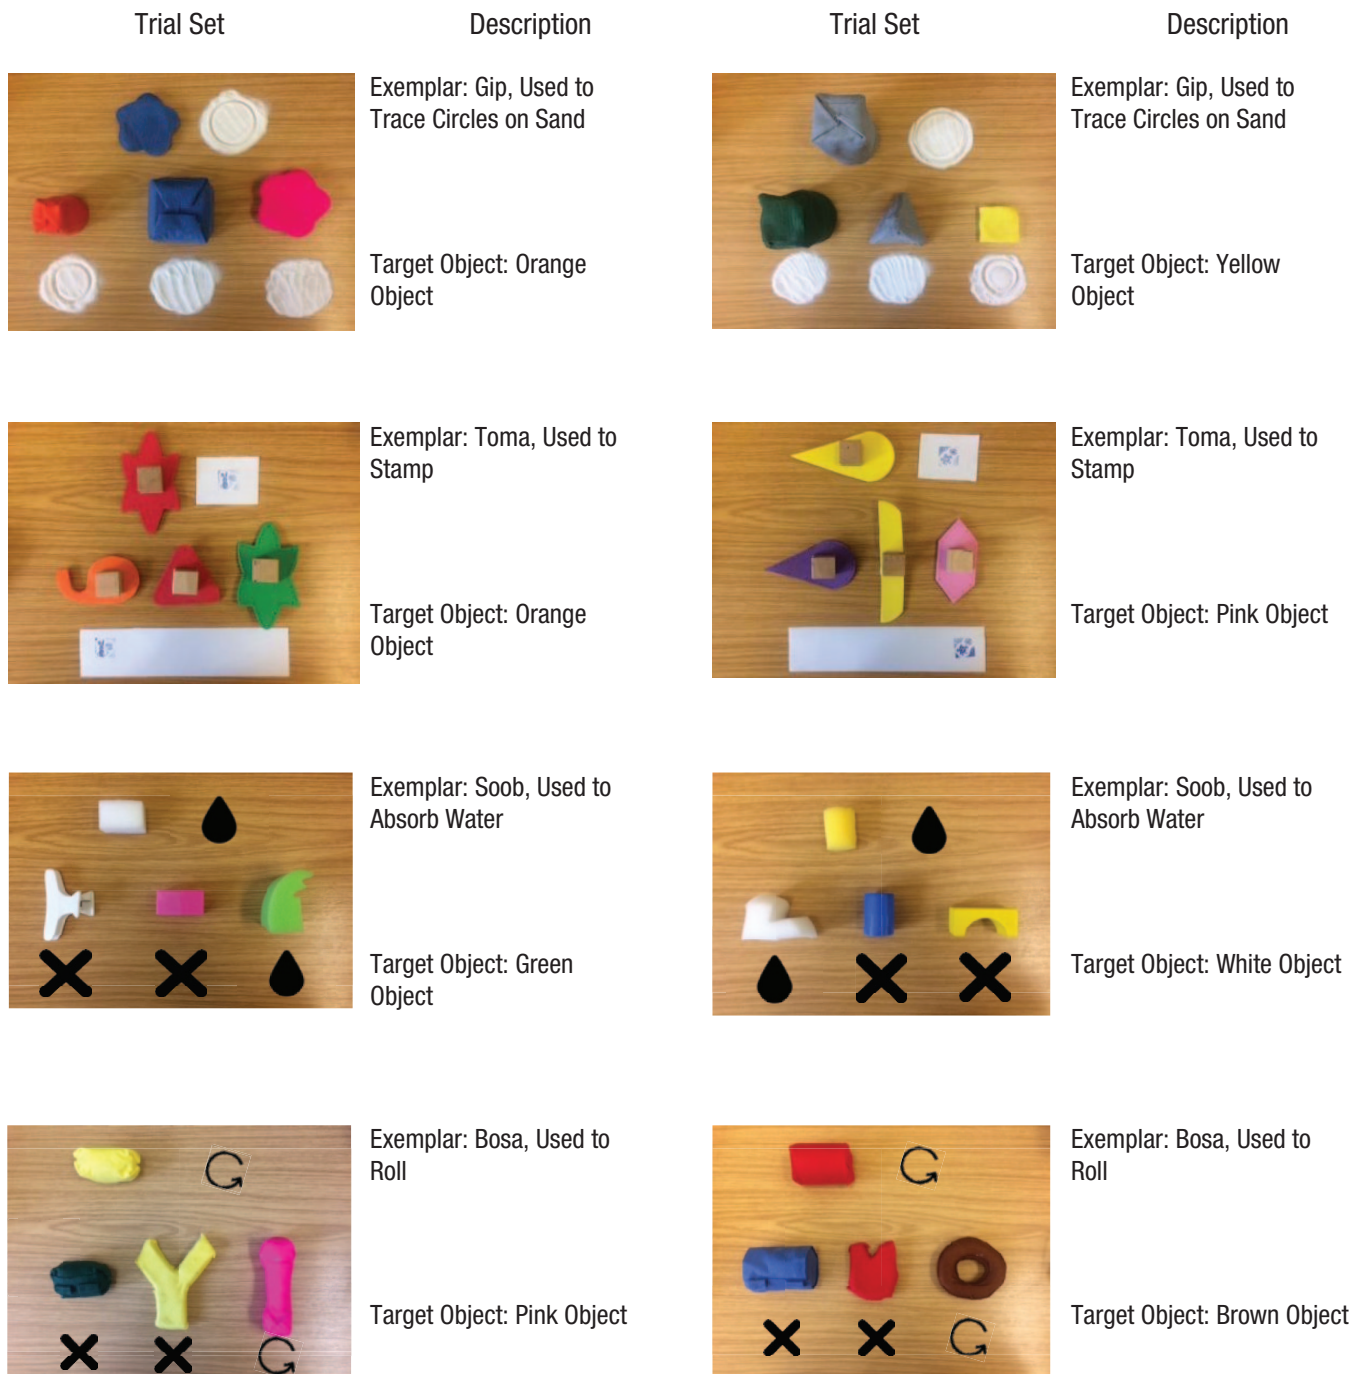 Trial Set
Description
Trial Set
Description
Exemplar: Gip, Used to
Trace Circles on Sand
Target Object: Orange
Object
Exemplar: Gip, Used to
Trace Circles on Sand
Target Object: Yellow
Object
Exemplar: Toma, Used to
Stamp
Target Object: Orange
Object
Exemplar: Toma, Used to
Stamp
Target Object: Pink Object
Exemplar: Soob, Used to
Absorb Water
Target Object: Green
Object
Exemplar: Soob, Used to
Absorb Water
Target Object: White Object
Exemplar: Bosa, Used to
Roll
Target Object: Pink Object
Exemplar: Bosa, Used to
Roll
Target Object: Brown Object